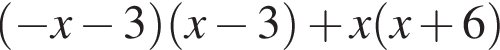 (−x − 3)(x − 3) + x(x + 6)